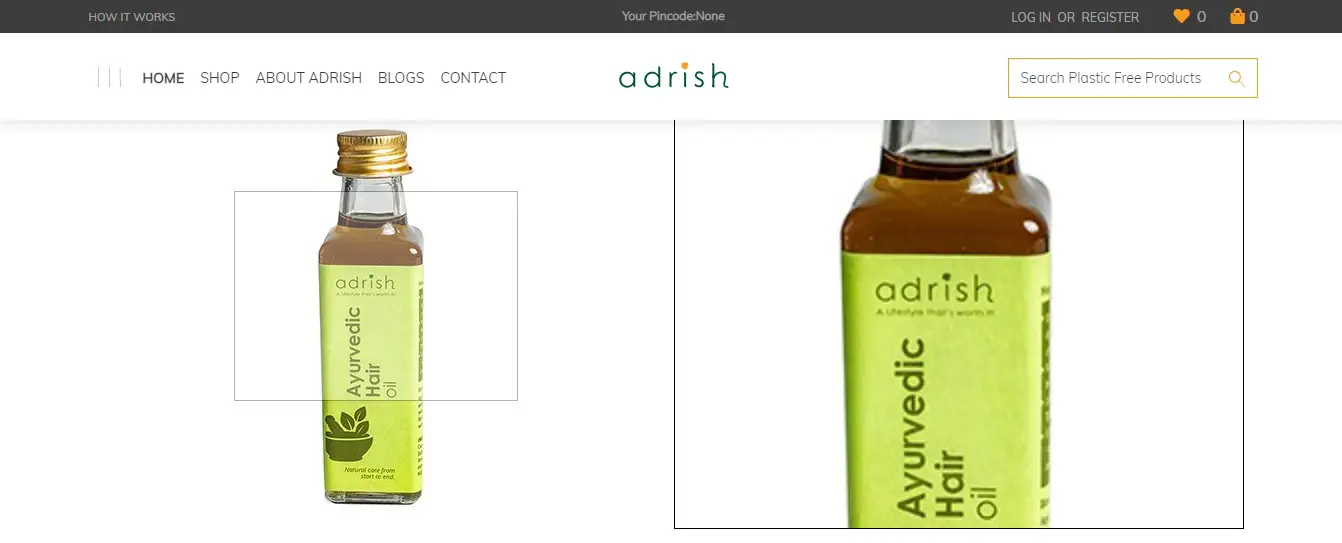 HOW IT WORKS
Your Pincode:None
LOG IN OR REGISTER
0
0
HOME SHOP ABOUT ADRISH BLOGS CONTACT
adrish
Search Plastic Free Products
adrish
A Lifestyle that's worth it!
Ayurvedic
Hair
oil
Natural care from
start to end.
adrish
A Lifestyle that's worth it!
Ayurvedic
Hair
oil